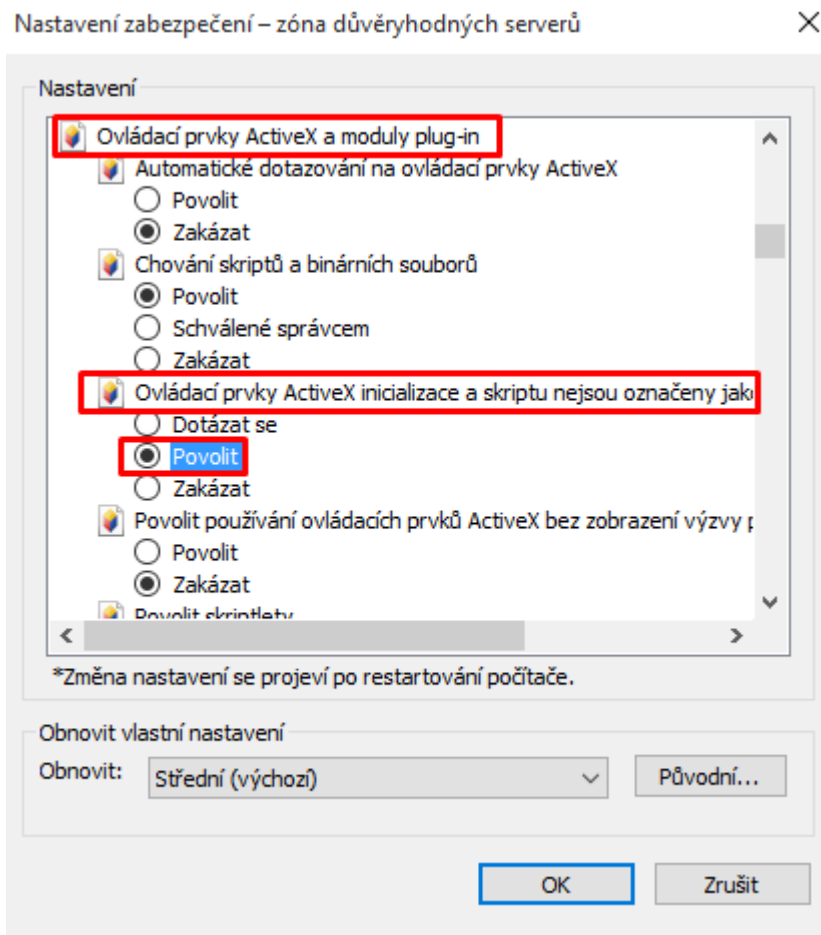 Nastavení zabezpečení – zóna důvěryhodných serverů
Nastavení
Ovládací prvky ActiveX a moduly plug-in
Automatické dotazování na ovládací prvky ActiveX
Povolit
Zakázat
Chování skriptů a binárních souborů
Povolit
Schválené správcem
Zakázat
Ovládací prvky ActiveX inicializace a skriptu nejsou označeny jako
Dotázat se
Povolit
Zakázat
Povolit používání ovládacích prvků ActiveX bez zobrazení výzvy p
Povolit
Zakázat
Povolit skriptlety
*Změna nastavení se projeví po restartování počítače.
Obnovit vlastní nastavení
Obnovit:
Střední (výchozí)
Původní...
OK
Zrušit